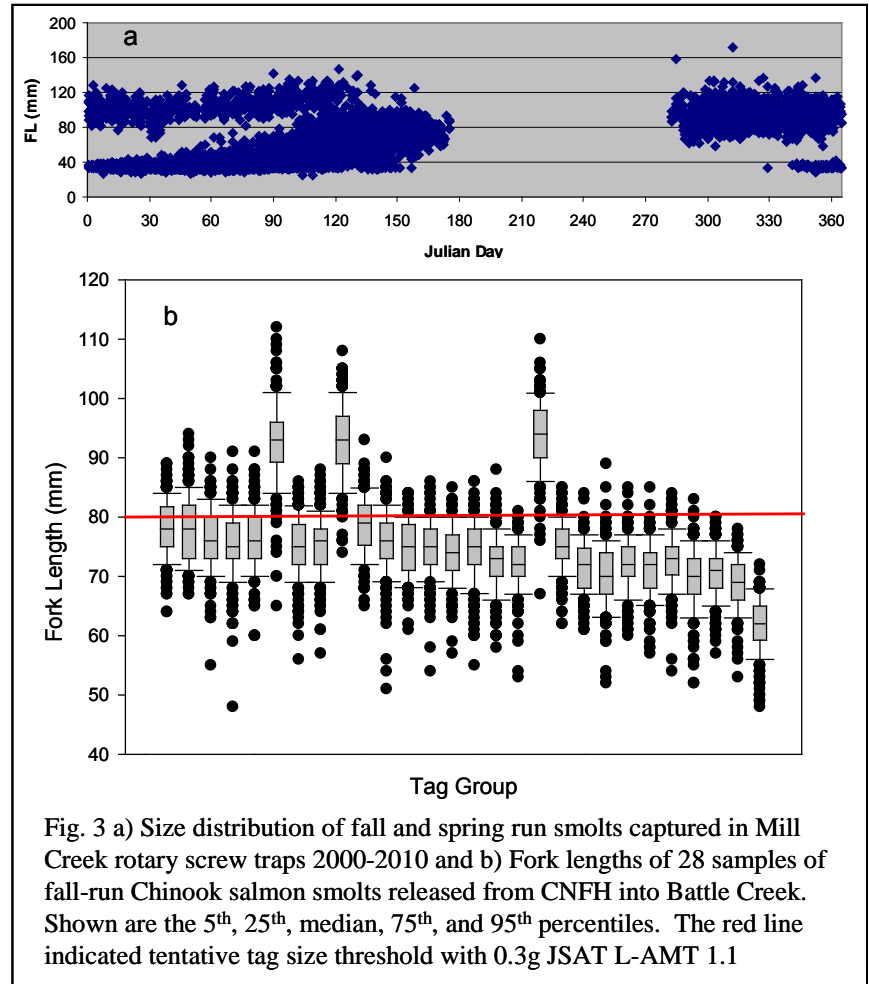 a
200
160
120
80
40
0
FL (mm)
0 30 60 90 120 150 180 210 240 270 300 330 360
Julian Day
b
120
110
100
90
80
70
60
50
40
Fork Length (mm)
Tag Group
Fig. 3 a) Size distribution of fall and spring run smolts captured in Mill
Creek rotary screw traps 2000-2010 and b) Fork lengths of 28 samples of
fall-run Chinook salmon smolts released from CNFH into Battle Creek.
Shown are the 5th, 25th, median, 75th, and 95th percentiles. The red line
indicated tentative tag size threshold with 0.3g JSAT L-AMT 1.1